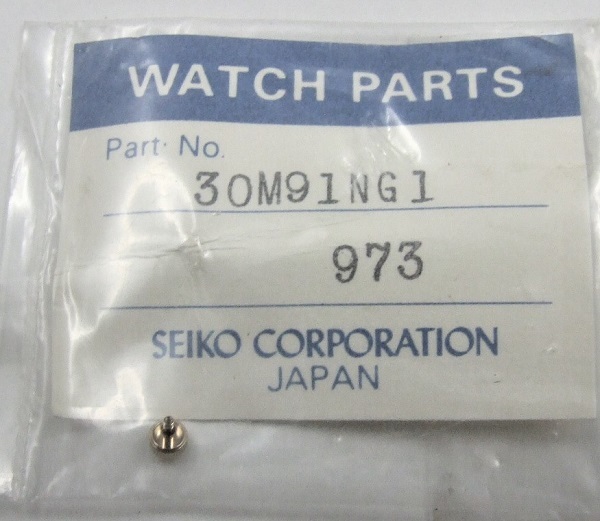 WATCH PARTS
Part No.
30M91NG1
973
SEIKO CORPORATION
JAPAN